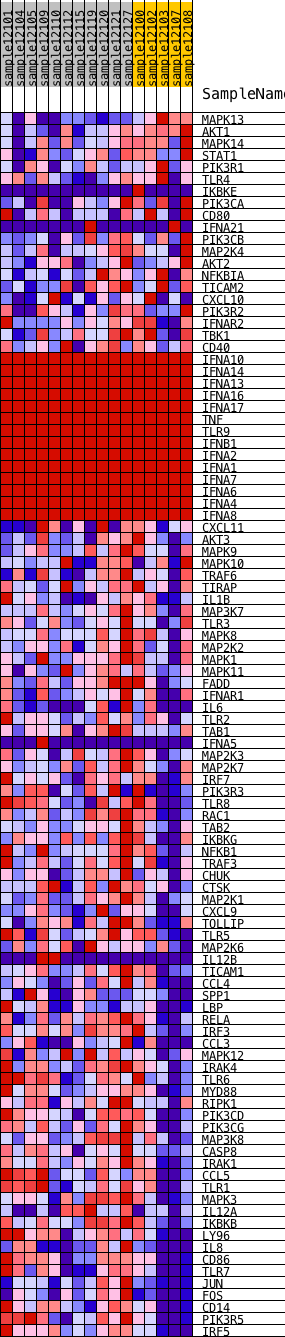 sample12101
sample12104
sample12105
sample12109
sample12110
sample12112
sample12115
sample12119
sample12120
sample12121
sample12122
sample12100
sample12102
sample12103
sample12107
sample12108
SampleName
MAPK13
AKT1
MAPK14
STAT1
PIK3R1
TLR4
IKBKE
PIK3CA
CD80
IFNA21
PIK3CB
MAP2K4
AKT2
NFKBIA
TICAM2
CXCL10
PIK3R2
IFNAR2
TBK1
CD40
IFNA10
IFNA14
IFNA13
IFNA16
IFNA17
TNF
TLR9
IFNB1
IFNA2
IFNA1
IFNA7
IFNA6
IFNA4
IFNA8
CXCL11
AKT3
MAPK9
MAPK10
TRAF6
TIRAP
IL1B
MAP3K7
TLR3
MAPK8
MAP2K2
MAPK1
MAPK11
FADD
IFNAR1
IL6
TLR2
TAB1
IFNA5
MAP2K3
MAP2K7
IRF7
PIK3R3
TLR8
RAC1
TAB2
IKBKG
NFKB1
TRAF3
CHUK
CTSK
MAP2K1
CXCL9
TOLLIP
TLR5
MAP2K6
IL12B
TICAM1
CCL4
SPP1
LBP
RELA
IRF3
CCL3
MAPK12
IRAK4
TLR6
MYD88
RIPK1
PIK3CD
PIK3CG
MAP3K8
CASP8
IRAK1
CCL5
TLR1
MAPK3
IL12A
IKBKB
LY96
IL8
CD86
TLR7
JUN
FOS
CD14
PIK3R5
IRF5